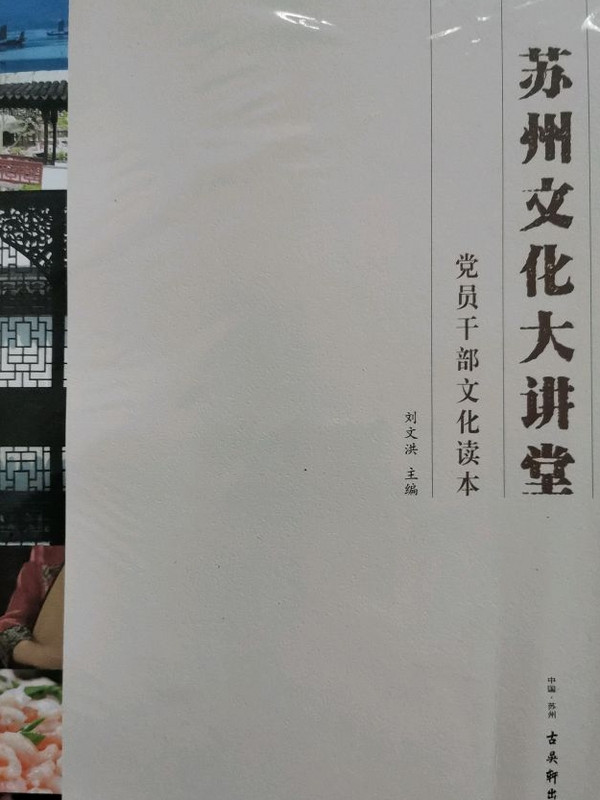 苏州文化大讲堂
党员干部文化读本
刘文洪 主编
中国·苏州
古吴轩出